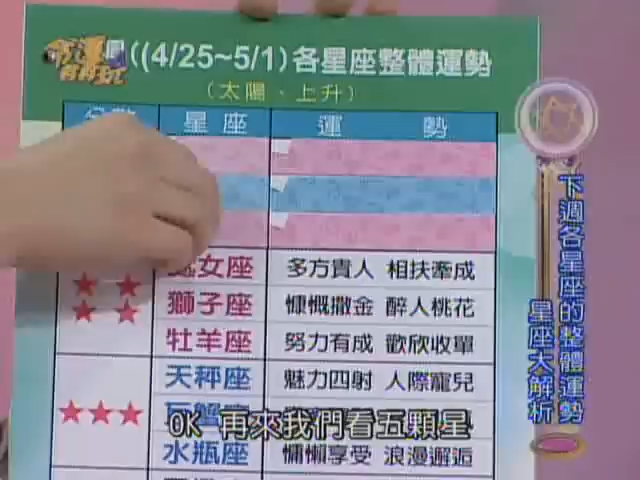 ((4/25~5/1)各星座整體運勢
(太陽、上升)
星座 運勢
女座 多方貴人 相扶牽成
獅子座 慷慨撒金 醉人桃花
牡羊座 努力有成 歡欣收單
天秤座 魅力四射 人際寵兒
水瓶座 慵懶享受 浪漫邂逅
OK 再來我們看五顆星
下週各星座的整體運勢
星座大解析